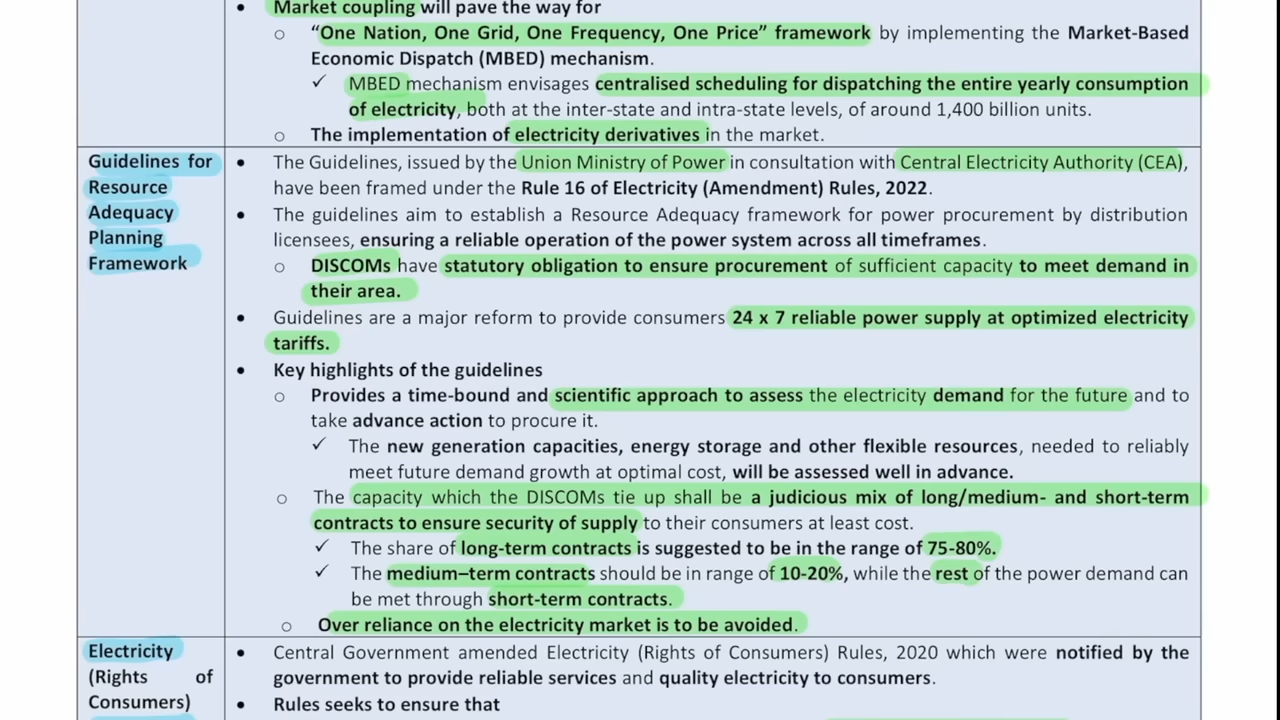 • Market coupling will pave the way for
○ “One Nation, One Grid, One Frequency, One Price” framework by implementing the Market-Based
Economic Dispatch (MBED) mechanism.
✓ MBED mechanism envisages centralised scheduling for dispatching the entire yearly consumption
of electricity, both at the inter-state and intra-state levels, of around 1,400 billion units.
○ The implementation of electricity derivatives in the market.
Guidelines for
Resource
Adequacy
Planning
Framework
• The Guidelines, issued by the Union Ministry of Power in consultation with Central Electricity Authority (CEA),
have been framed under the Rule 16 of Electricity (Amendment) Rules, 2022.
• The guidelines aim to establish a Resource Adequacy framework for power procurement by distribution
licensees, ensuring a reliable operation of the power system across all timeframes.
○ DISCOMs have statutory obligation to ensure procurement of sufficient capacity to meet demand in
their area.
• Guidelines are a major reform to provide consumers 24 x 7 reliable power supply at optimized electricity
tariffs.
• Key highlights of the guidelines
○ Provides a time-bound and scientific approach to assess the electricity demand for the future and to
take advance action to procure it.
✓ The new generation capacities, energy storage and other flexible resources, needed to reliably
meet future demand growth at optimal cost, will be assessed well in advance.
○ The capacity which the DISCOMs tie up shall be a judicious mix of long/medium- and short-term
contracts to ensure security of supply to their consumers at least cost.
✓ The share of long-term contracts is suggested to be in the range of 75-80%.
✓ The medium–term contracts should be in range of 10-20%, while the rest of the power demand can
be met through short-term contracts.
○ Over reliance on the electricity market is to be avoided.
Electricity
(Rights of
Consumers)
• Central Government amended Electricity (Rights of Consumers) Rules, 2020 which were notified by the
government to provide reliable services and quality electricity to consumers.
• Rules seeks to ensure that